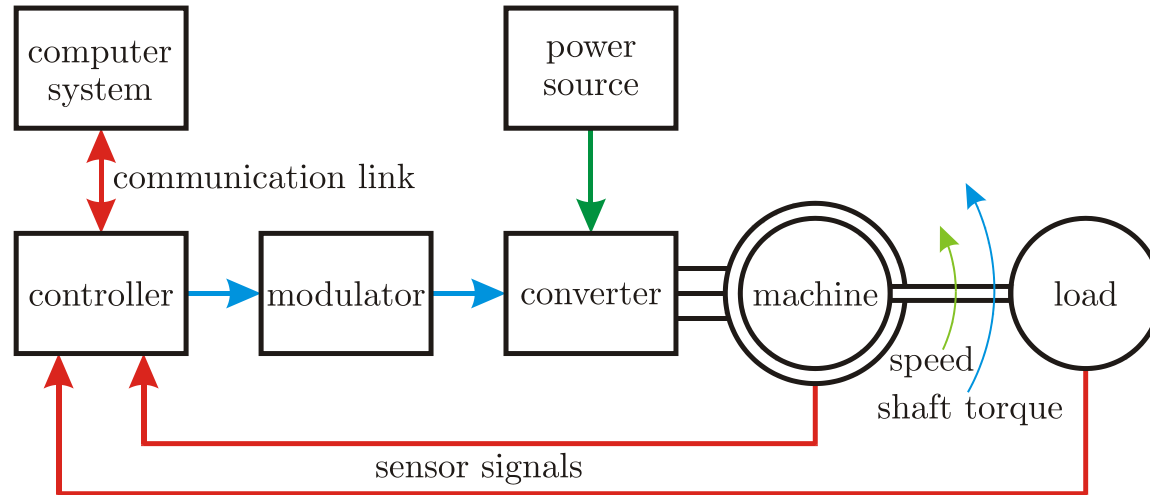 computer
system
power
source
communication link
controller
modulator
converter
machine
load
speed
shaft torque
sensor signals